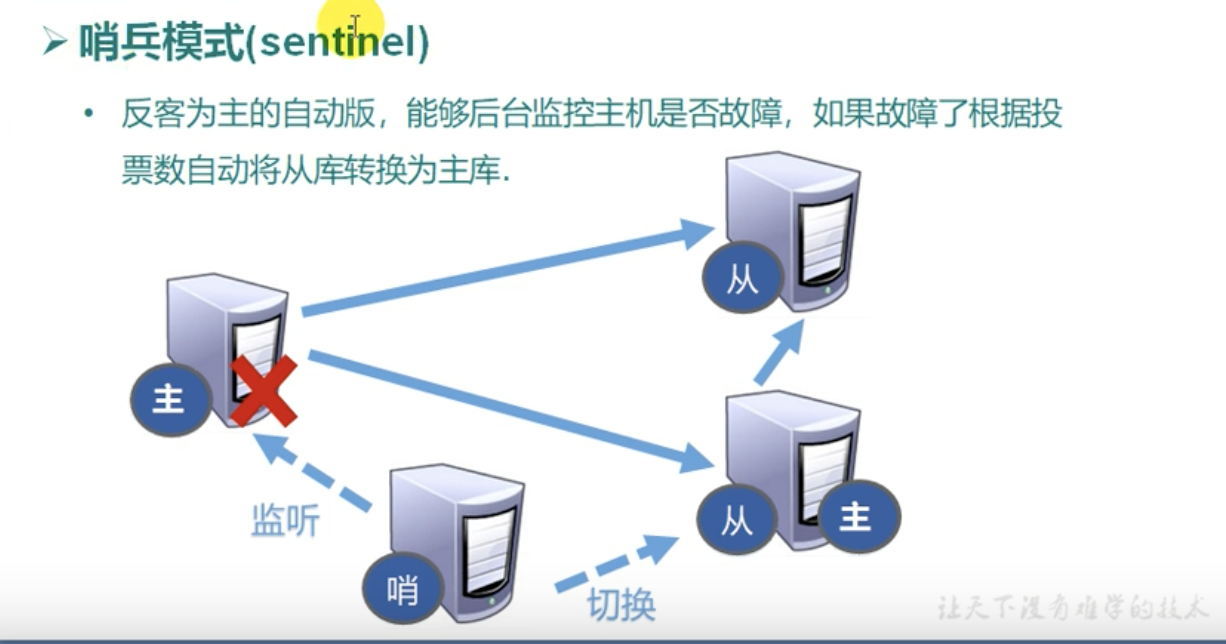 ➢ 哨兵模式(sentinel)
• 反客为主的自动版，能够后台监控主机是否故障，如果故障了根据投
票数自动将从库转换为主库.
从
主
监听
从
主
哨
切换
让天下没有难学的技术